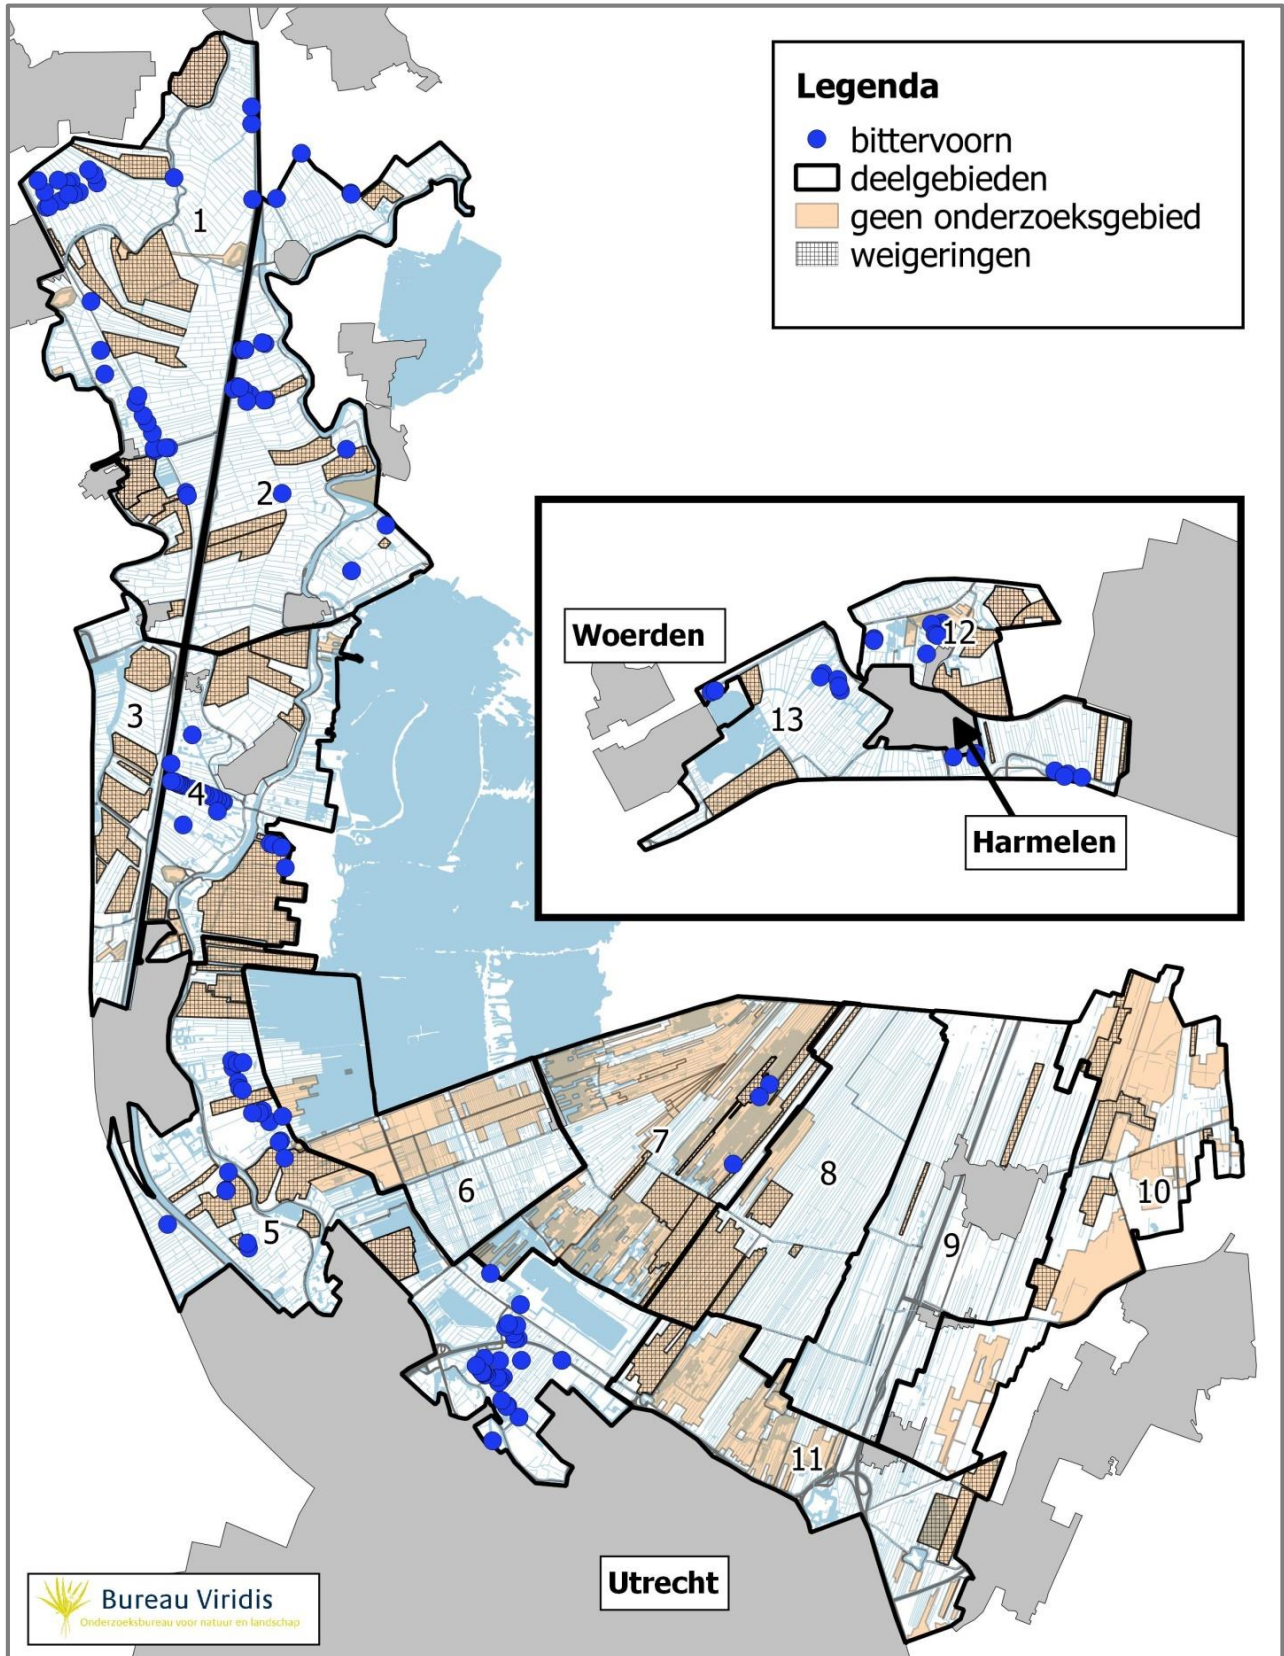 Legenda
bittervoorn
deelgebieden
geen onderzoeksgebied
weigeringen
1
2
3
4
5
6
7
8
9
10
11
Woerden
12
13
Harmelen
Utrecht
Bureau Viridis
Onderzoeksbureau voor natuur en landschap